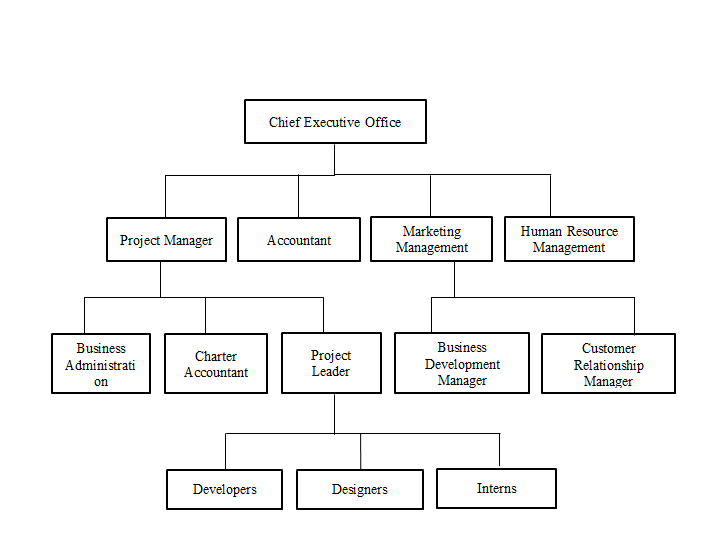 Chief Executive Office
Project Manager
Accountant
Marketing
Management
Human Resource
Management
Business
Administrati
on
Charter
Accountant
Project
Leader
Business
Development
Manager
Customer
Relationship
Manager
Developers
Designers
Interns